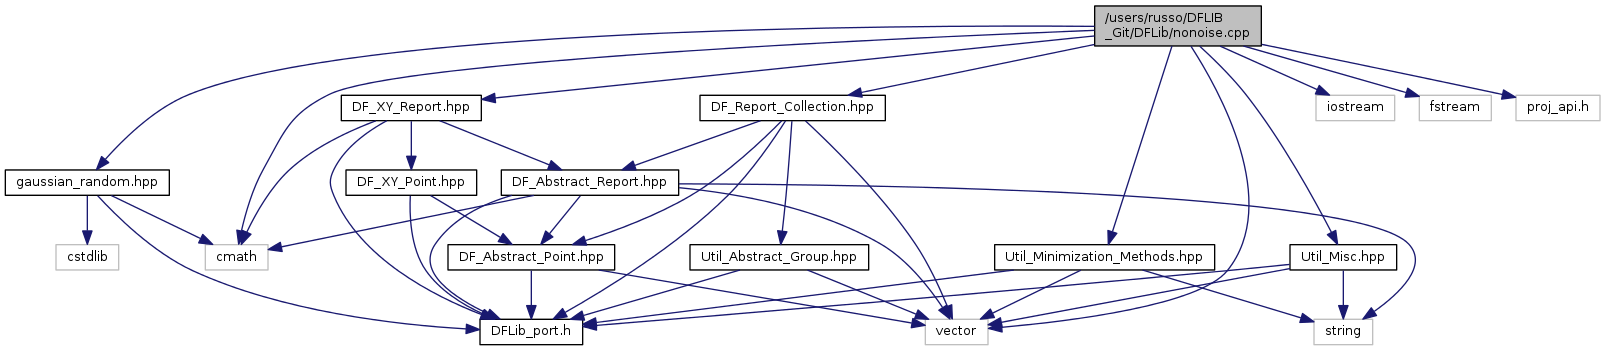 /users/russo/DFLIB
_Git/DFLib/nonoise.cpp
DF_XY_Report.hpp
DF_Report_Collection.hpp
iostream
fstream
proj_api.h
gaussian_random.hpp
DF_XY_Point.hpp
DF_Abstract_Report.hpp
cstdlib
cmath
DF_Abstract_Point.hpp
Util_Abstract_Group.hpp
Util_Minimization_Methods.hpp
Util_Misc.hpp
DFLib_port.h
vector
string